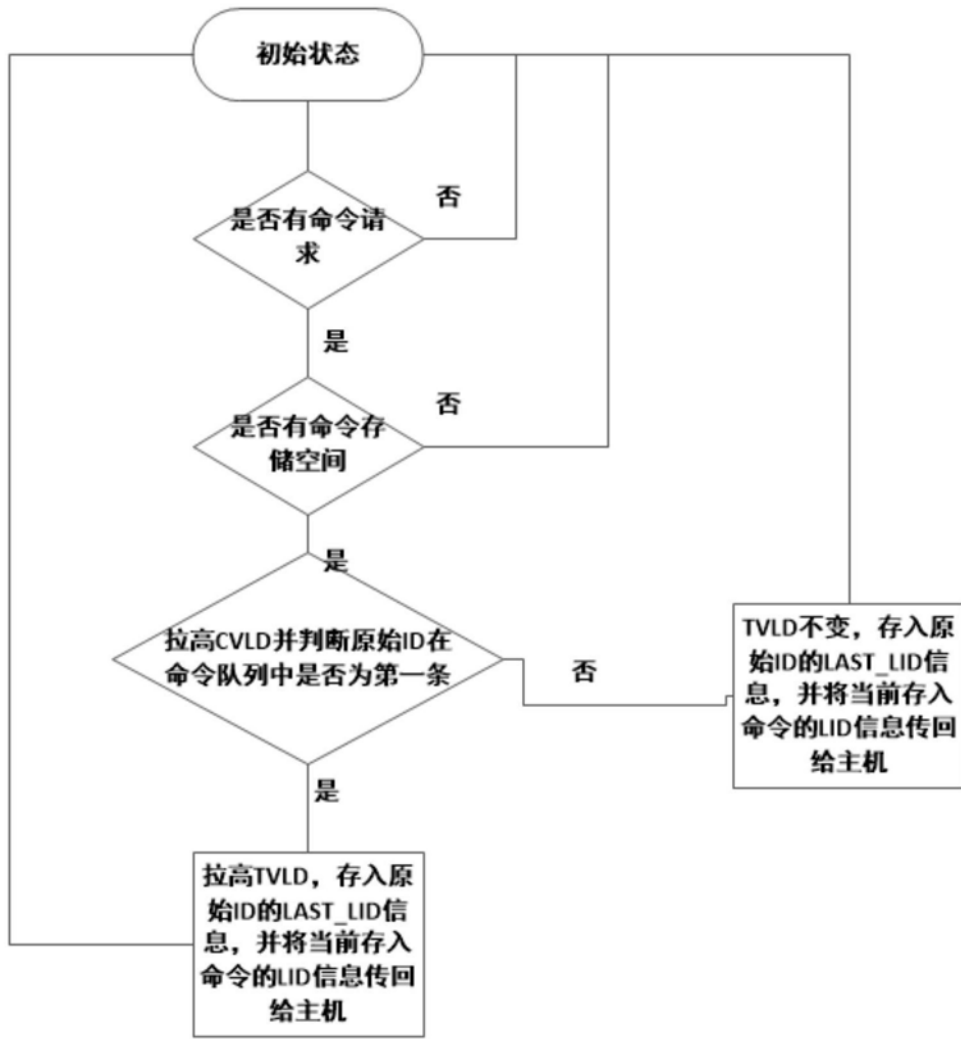 初始状态
否
是否有命令请
求
是
否
是否有命令存
储空间
是
拉高CVLD并判断原始ID在
命令队列中是否为第一条
否
TVLD不变，存入原
始ID的LAST_LID信
息，并将当前存入
命令的LID信息传回
给主机
是
拉高TVLD，存入原
始ID的LAST_LID信
息，并将当前存入
命令的LID信息传回
给主机